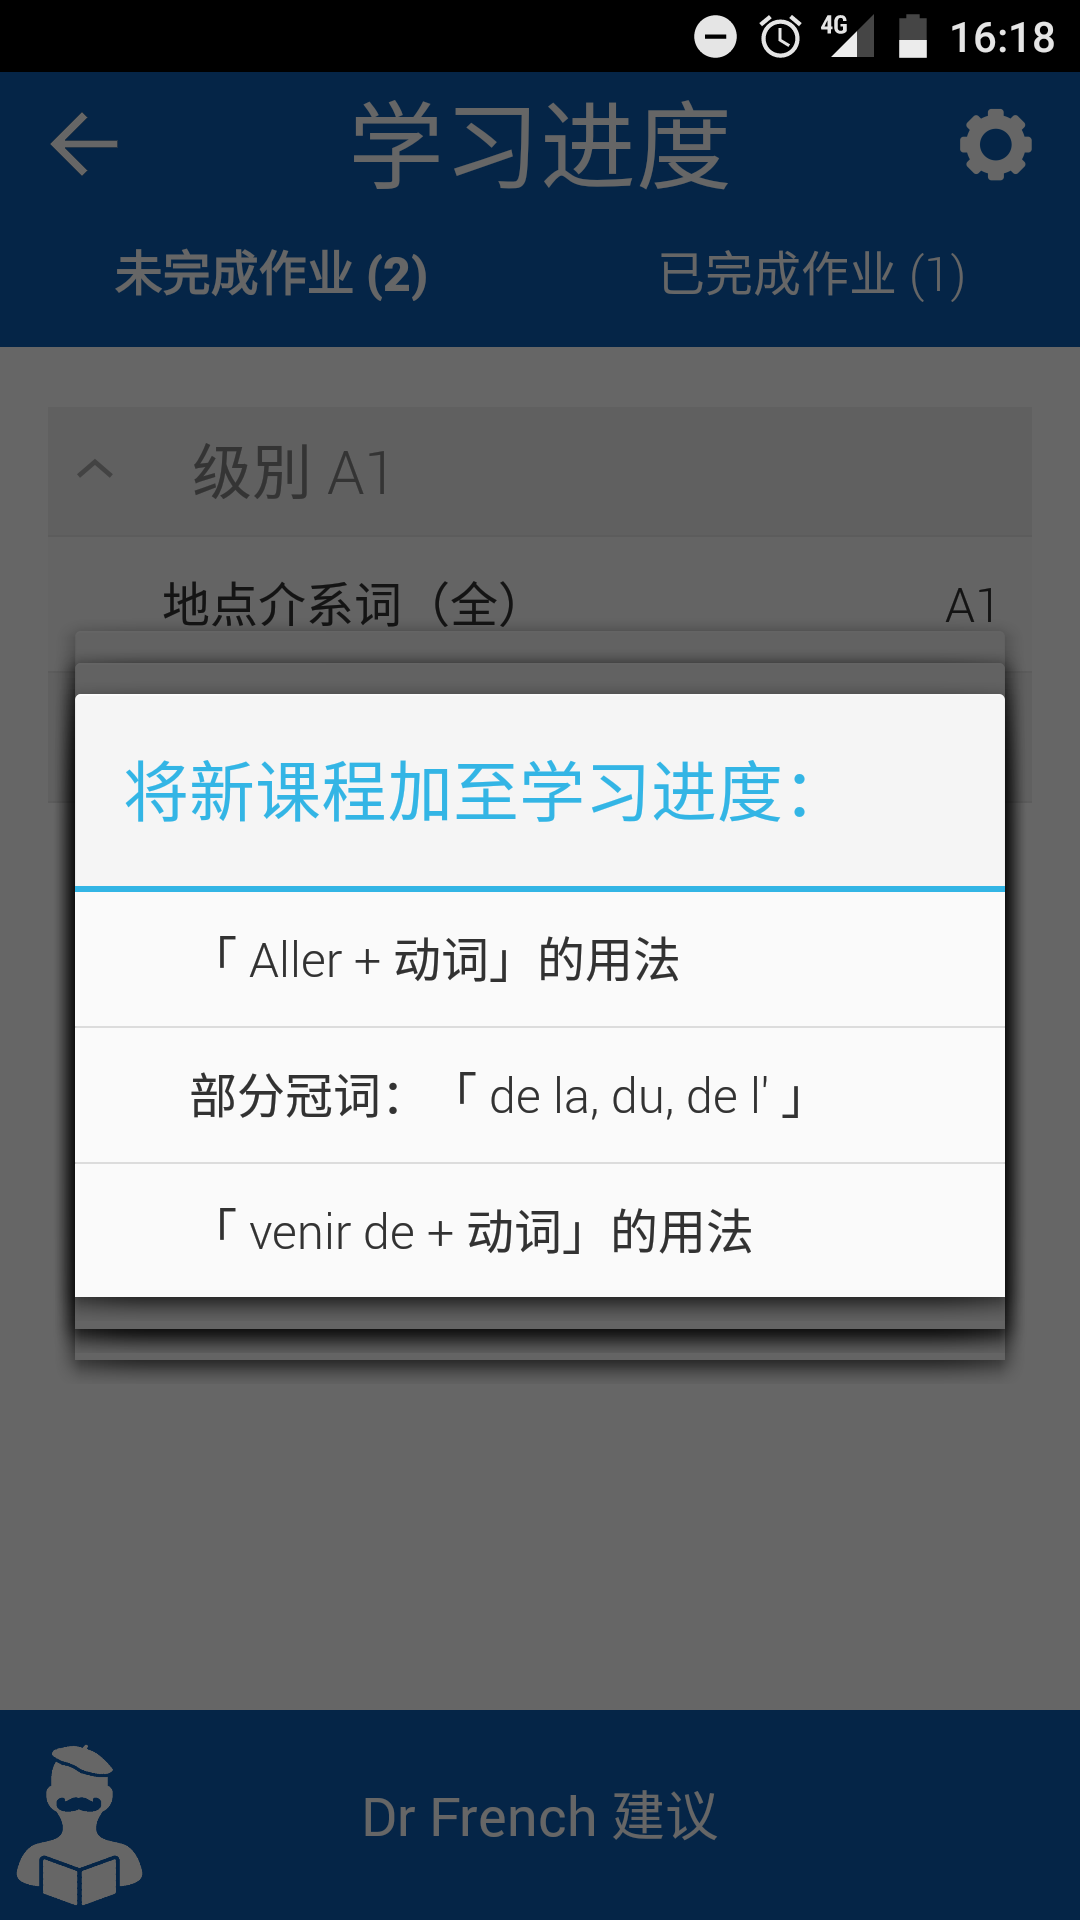 4G 16:18
学习进度
未完成作业 (2)
已完成作业 (1)
级别 A1
地点介系词（全） A1
将新课程加至学习进度：
「 Aller + 动词」的用法
部分冠词：「 de la, du, de l' 」
「 venir de + 动词」的用法
Dr French 建议